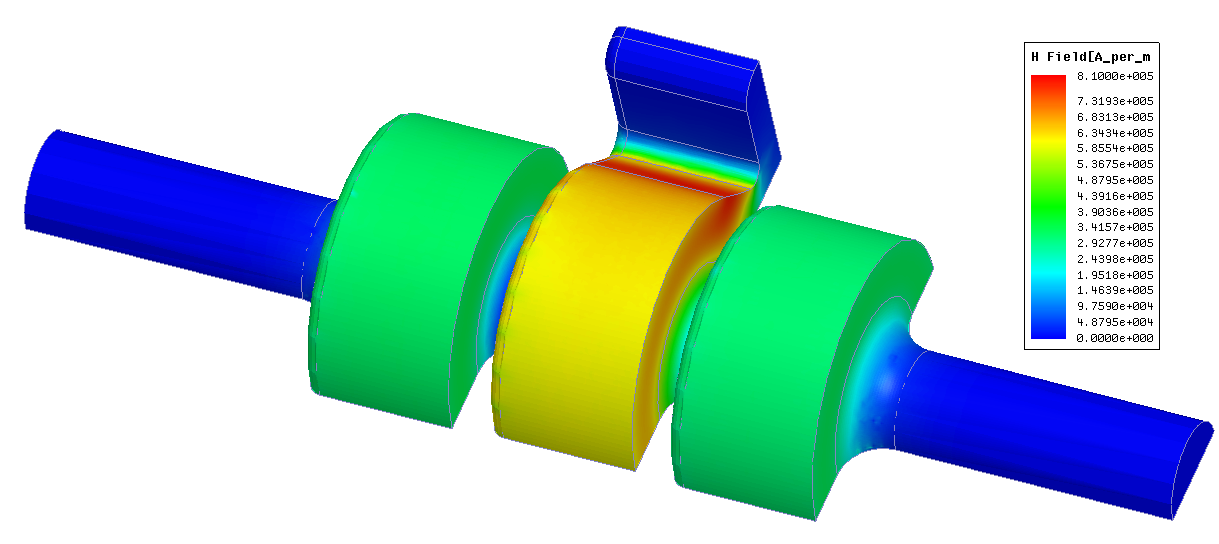 H Field[A_per_m
8.1000e+005
7.3193e+005
6.8313e+005
6.3434e+005
5.8554e+005
5.3675e+005
4.8795e+005
4.3916e+005
3.9036e+005
3.4157e+005
2.9277e+005
2.4398e+005
1.9518e+005
1.4639e+005
9.7590e+004
4.8795e+004
0.0000e+000